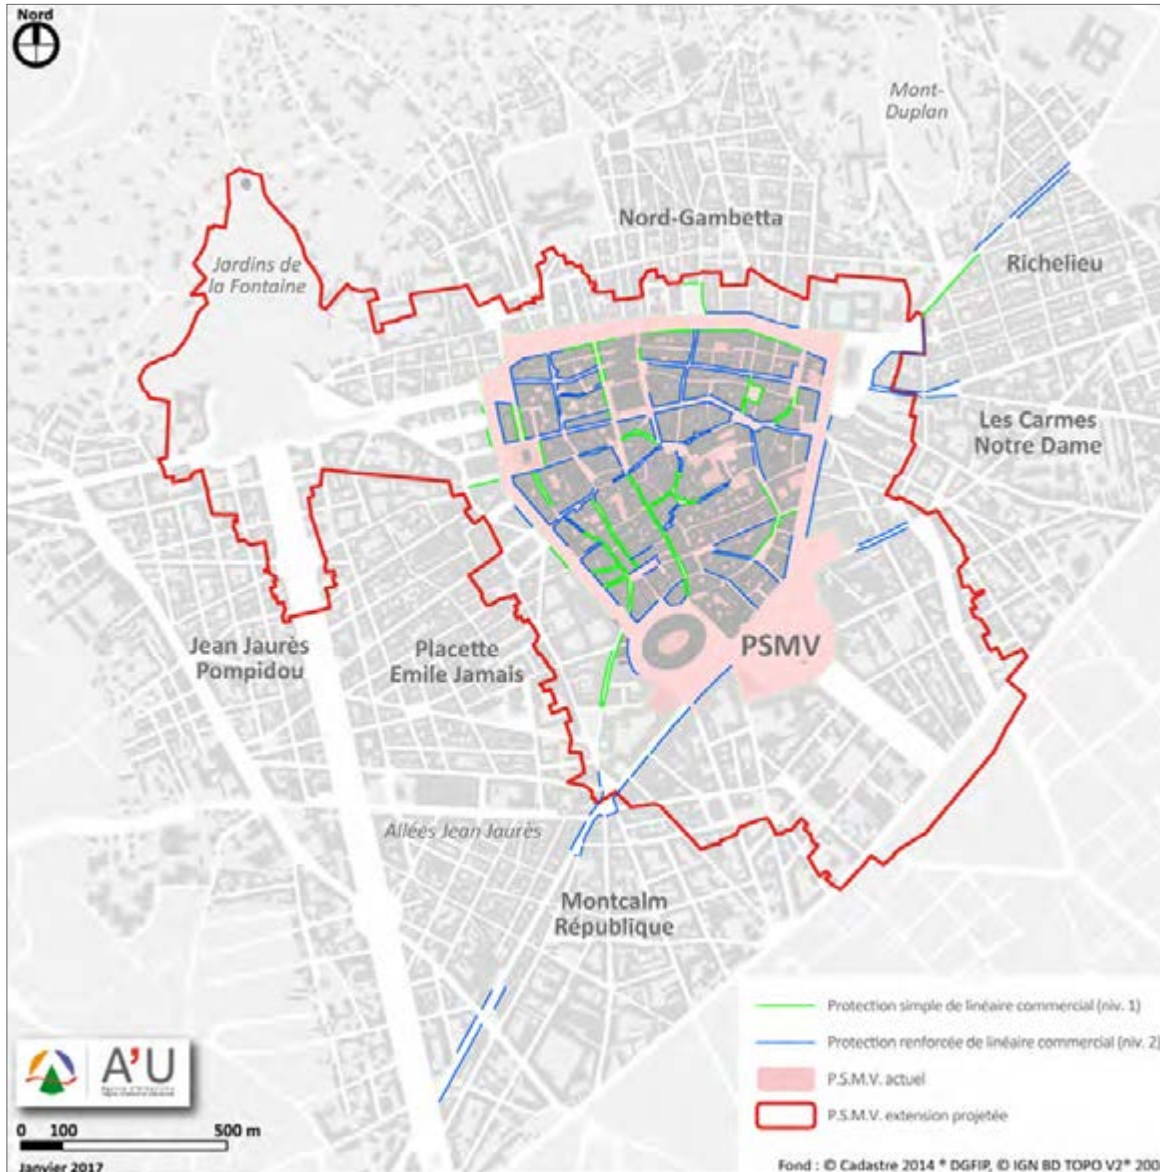 Nord
Mont-
Duplan
Nord-Gambetta
Richelieu
Jardins de
la Fontaine
Les Carmes
Notre Dame
PSMV
Jean Jaurès
Pompidou
Placette
Emile Jamais
Allées Jean Jaurès
Montcalm
République
Protection simple de linéaire commercial (niv. 1)
Protection renforcée de linéaire commercial (niv. 2)
P.S.M.V. actuel
P.S.M.V. extension projetée
A'U
0 100 500 m
Janvier 2017
Fond : © Cadastre 2014 * DGFIP, © IGN BD TOPO V2®